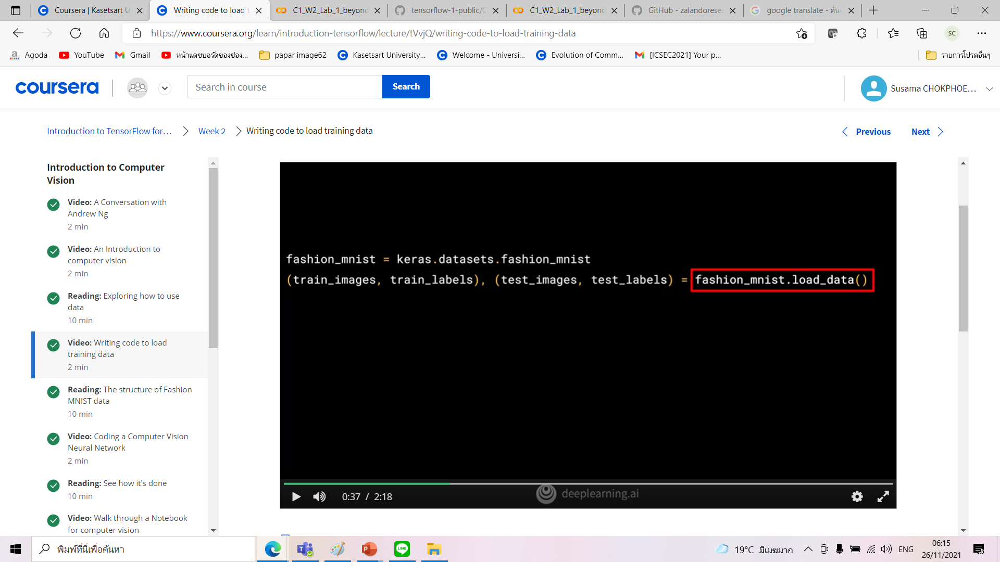 Coursera | Kasetsart U
Writing code to load t
C1_W2_Lab_1_beyond
tensorflow-1-public/C
C1_W2_Lab_1_beyond
GitHub - zalandoresea
google translate - ค้นห
https://www.coursera.org/learn/introduction-tensorflow/lecture/tVvjQ/writing-code-to-load-training-data
SC
Agoda
YouTube
Gmail
หน้าแดชบอร์ดของช่อง...
papar image62
Kasetsart University...
Welcome - Universi...
Evolution of Comm...
[ICSEC2021] Your p...
รายการโปรดอื่นๆ
coursera
Search in course
Search
Susama CHOKPHOE...
Introduction to TensorFlow for...
Week 2
Writing code to load training data
Previous
Next
Introduction to Computer
Vision
Video: A Conversation with
Andrew Ng
2 min
Video: An Introduction to
computer vision
2 min
Reading: Exploring how to use
data
10 min
Video: Writing code to load
training data
2 min
Reading: The structure of Fashion
MNIST data
10 min
Video: Coding a Computer Vision
Neural Network
2 min
Reading: See how it's done
10 min
Video: Walk through a Notebook
for computer vision
fashion_mnist = keras.datasets.fashion_mnist
(train_images, train_labels), (test_images, test_labels) = fashion_mnist.load_data()
0:37 / 2:18
deeplearning.ai
พิมพ์ที่นี่เพื่อค้นหา
LINE
19°C มีเมฆมาก
ENG
06:15
26/11/2021